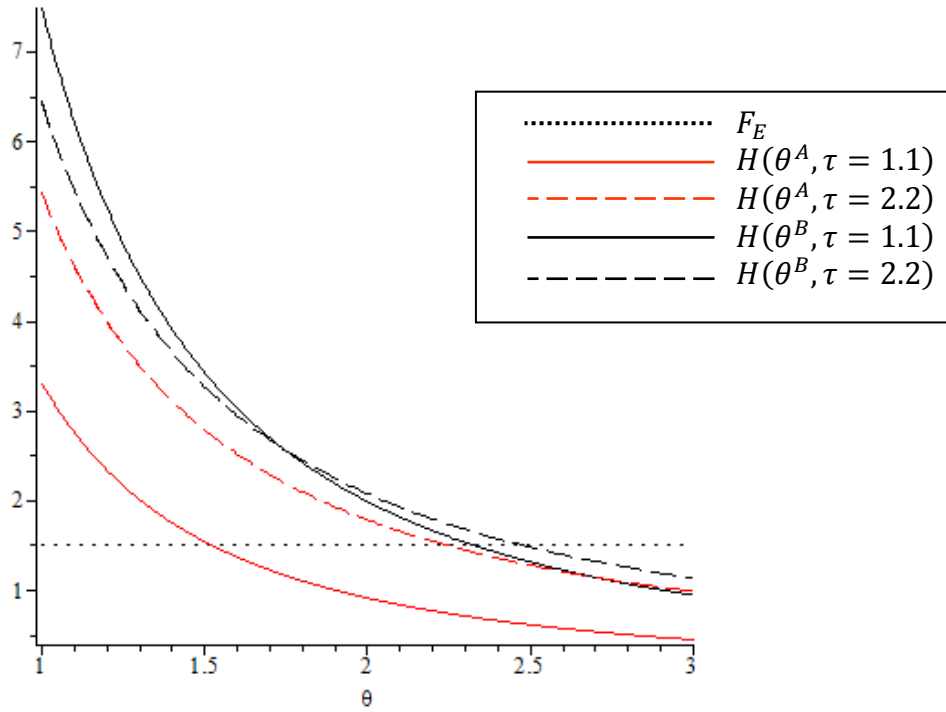 7
6
5
4
3
2
1
1 1.5 2 2.5 3
θ
F_E
H(θ^A, τ = 1.1)
H(θ^A, τ = 2.2)
H(θ^B, τ = 1.1)
H(θ^B, τ = 2.2)